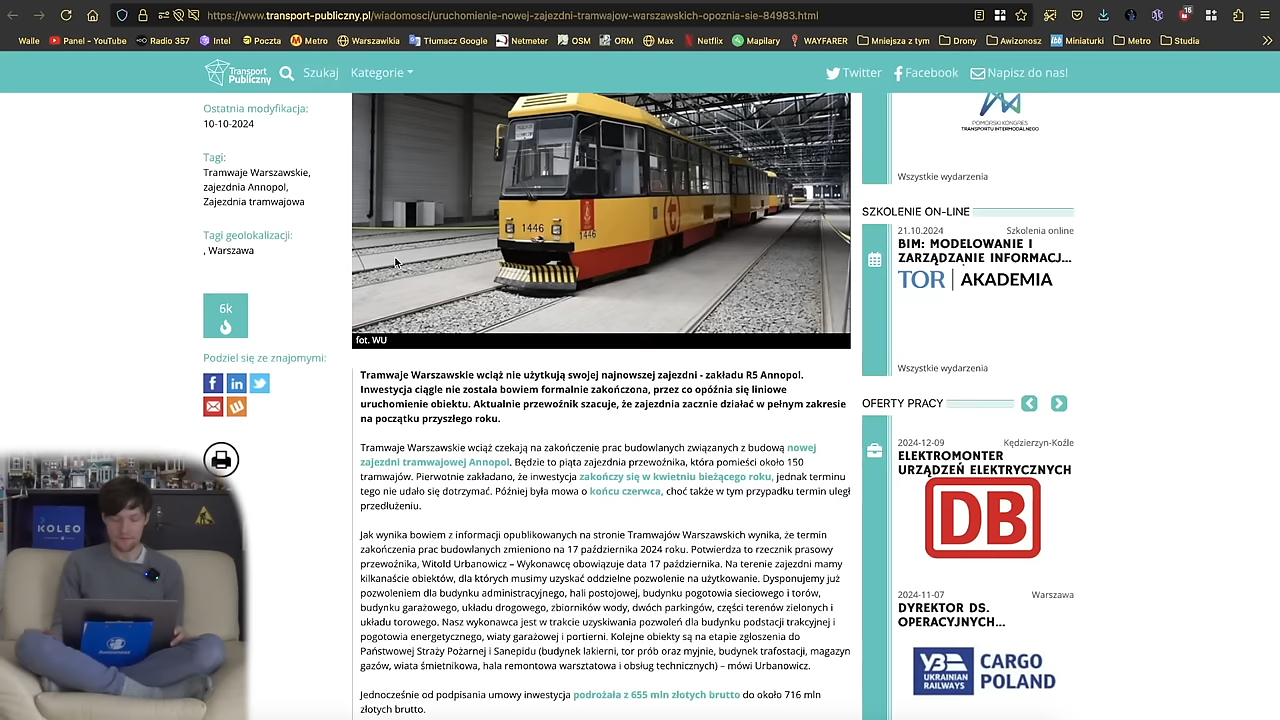 https://www.transport-publiczny.pl/wiadomosci/uruchomienie-nowej-zajezdni-tramwajow-warszawskich-opoznia-sie-84983.html
15
Walle
Panel - YouTube
Radio 357
Intel
Poczta
Metro
Warszawikia
Tłumacz Google
Netmeter
OSM
ORM
Max
Netflix
Mapilary
WAYFARER
Mniejsza z tym
Drony
Awizonosz
Miniaturki
Metro
Studia
Transport Publiczny
Szukaj
Kategorie
Twitter
Facebook
Napisz do nas!
Ostatnia modyfikacja:
10-10-2024
Tagi:
Tramwaje Warszawskie,
zajezdnia Annopol,
Zajezdnia tramwajowa
Tagi geolokalizacji:
, Warszawa
6k
Podziel się ze znajomymi:
KOLEO
1446
1446
fot. WU
Tramwaje Warszawskie wciąż nie użytkują swojej najnowszej zajezdni - zakładu R5 Annopol.
Inwestycja ciągle nie została bowiem formalnie zakończona, przez co opóźnia się liniowe
uruchomienie obiektu. Aktualnie przewoźnik szacuje, że zajezdnia zacznie działać w pełnym zakresie
na początku przyszłego roku.
Tramwaje Warszawskie wciąż czekają na zakończenie prac budowlanych związanych z budową nowej
zajezdni tramwajowej Annopol. Będzie to piąta zajezdnia przewoźnika, która pomieści około 150
tramwajów. Pierwotnie zakładano, że inwestycja zakończy się w kwietniu bieżącego roku, jednak terminu
tego nie udało się dotrzymać. Później była mowa o końcu czerwca, choć także w tym przypadku termin uległ
przedłużeniu.
Jak wynika bowiem z informacji opublikowanych na stronie Tramwajów Warszawskich wynika, że termin
zakończenia prac budowlanych zmieniono na 17 października 2024 roku. Potwierdza to rzecznik prasowy
przewoźnika, Witold Urbanowicz – Wykonawcę obowiązuje data 17 października. Na terenie zajezdni mamy
kilkanaście obiektów, dla których musimy uzyskać oddzielne pozwolenie na użytkowanie. Dysponujemy już
pozwoleniem dla budynku administracyjnego, hali postojowej, budynku pogotowia sieciowego i torów,
budynku garażowego, układu drogowego, zbiorników wody, dwóch parkingów, części terenów zielonych i
układu torowego. Nasz wykonawca jest w trakcie uzyskiwania pozwoleń dla budynku podstacji trakcyjnej i
pogotowia energetycznego, wiaty garażowej i portierni. Kolejne obiekty są na etapie zgłoszenia do
Państwowej Straży Pożarnej i Sanepidu (budynek lakierni, tor prób oraz myjnie, budynek trafostacji, magazyn
gazów, wiata śmietnikowa, hala remontowa warsztatowa i obsług technicznych) – mówi Urbanowicz.
Jednocześnie od podpisania umowy inwestycja podrożała z 655 mln złotych brutto do około 716 mln
złotych brutto.
POMORSKI KONGRES
TRANSPORTU INTERMODALNEGO
Wszystkie wydarzenia
SZKOLENIE ON-LINE
21.10.2024 Szkolenia online
BIM: MODELOWANIE I
ZARZĄDZANIE INFORMACJ...
TOR | AKADEMIA
Wszystkie wydarzenia
OFERTY PRACY
2024-12-09 Kędzierzyn-Koźle
ELEKTROMONTER
URZĄDZEŃ ELEKTRYCZNYCH
DB
2024-11-07 Warszawa
DYREKTOR DS.
OPERACYJNYCH...
UKRAINIAN
RAILWAYS
CARGO
POLAND